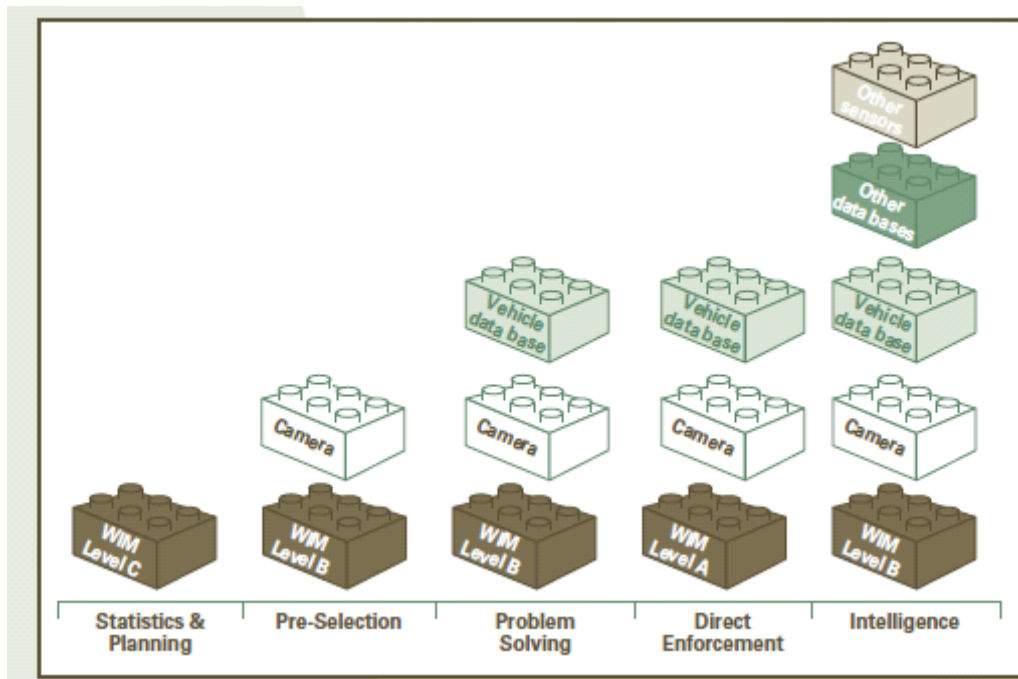 Other
sensors
Other
data bases
Vehicle
data base
Vehicle
data base
Vehicle
data base
Camera
Camera
Camera
Camera
WIM
Level C
WIM
Level B
WIM
Level B
WIM
Level A
WIM
Level B
Statistics &
Planning
Pre-Selection
Problem
Solving
Direct
Enforcement
Intelligence